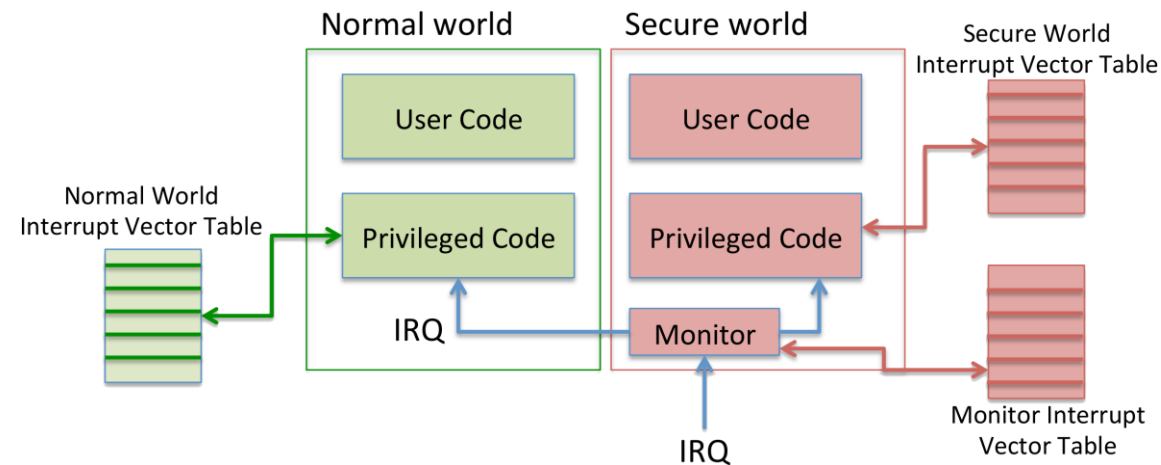 Normal world
Secure world
Secure World
Interrupt Vector Table
User Code
User Code
Normal World
Interrupt Vector Table
Privileged Code
Privileged Code
IRQ
Monitor
Monitor Interrupt
Vector Table
IRQ